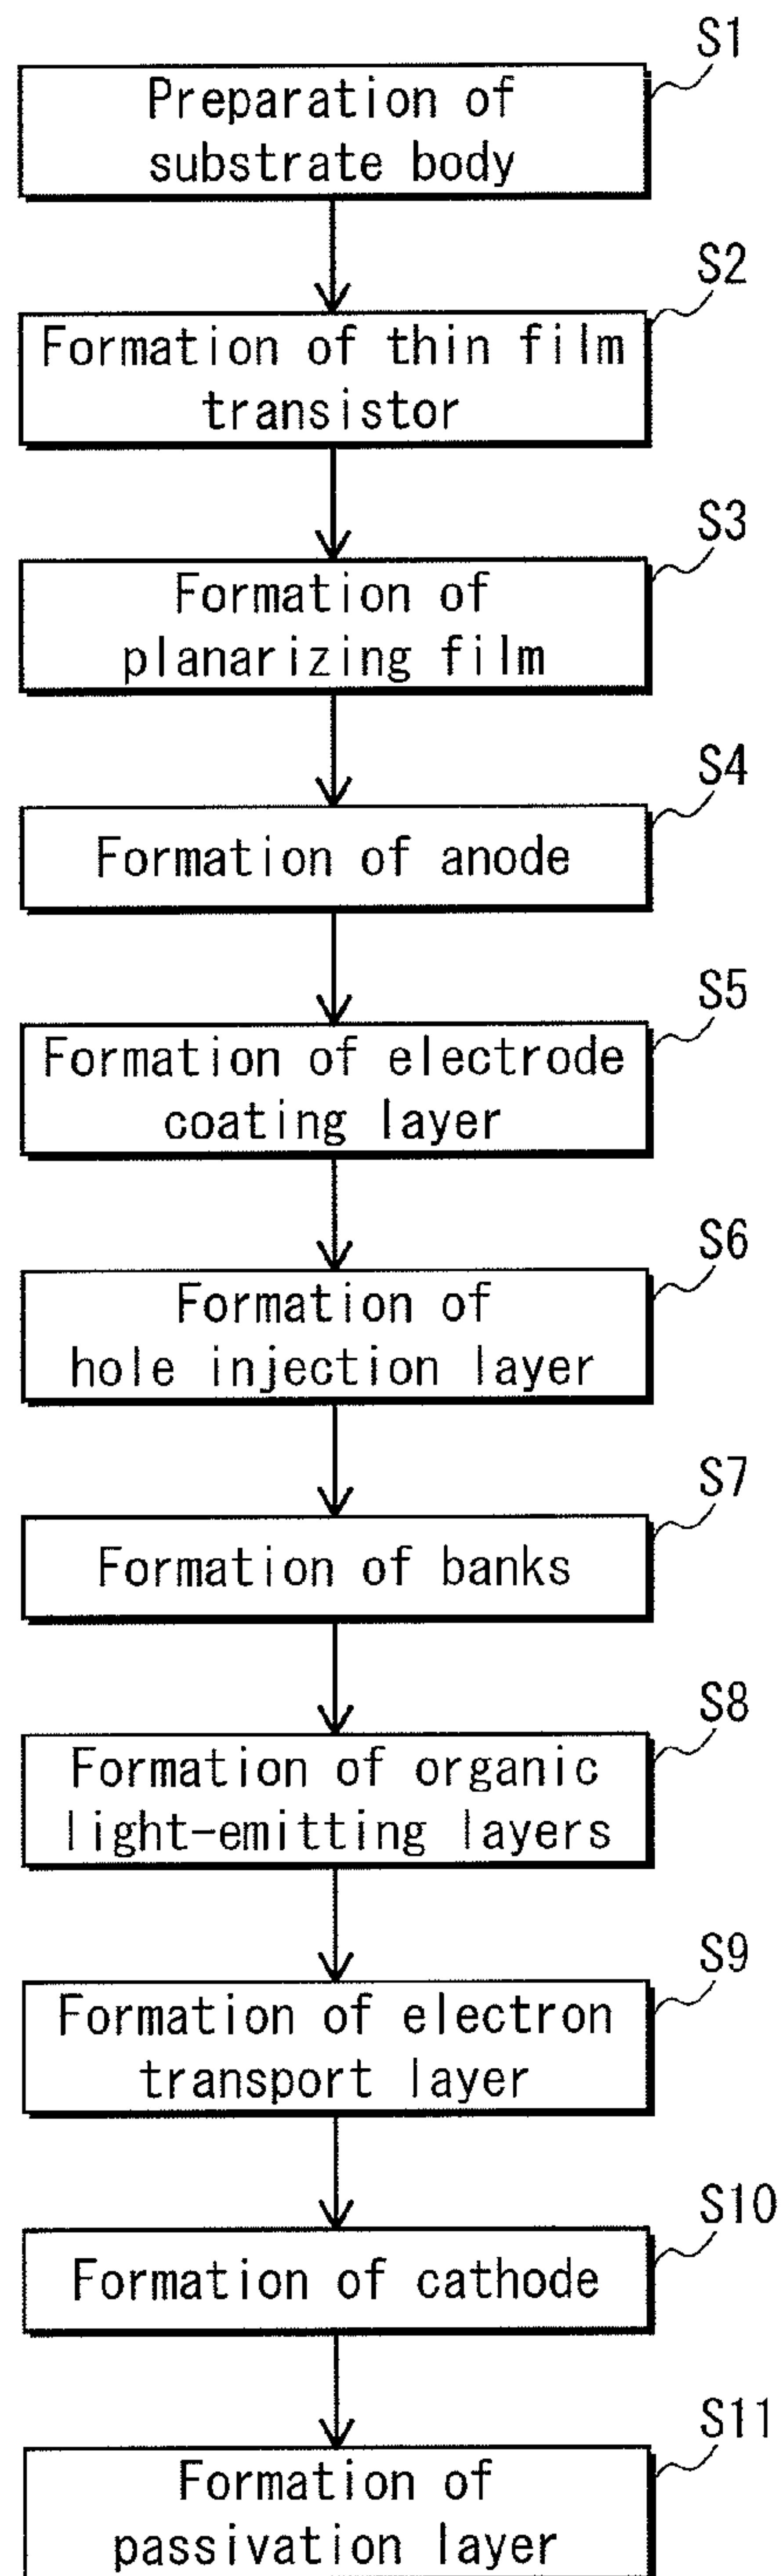 S1
Preparation of
substrate body
S2
Formation of thin film
transistor
S3
Formation of
planarizing film
S4
Formation of anode
S5
Formation of electrode
coating layer
S6
Formation of
hole injection layer
S7
Formation of banks
S8
Formation of organic
light-emitting layers
S9
Formation of electron
transport layer
S10
Formation of cathode
S11
Formation of
passivation layer